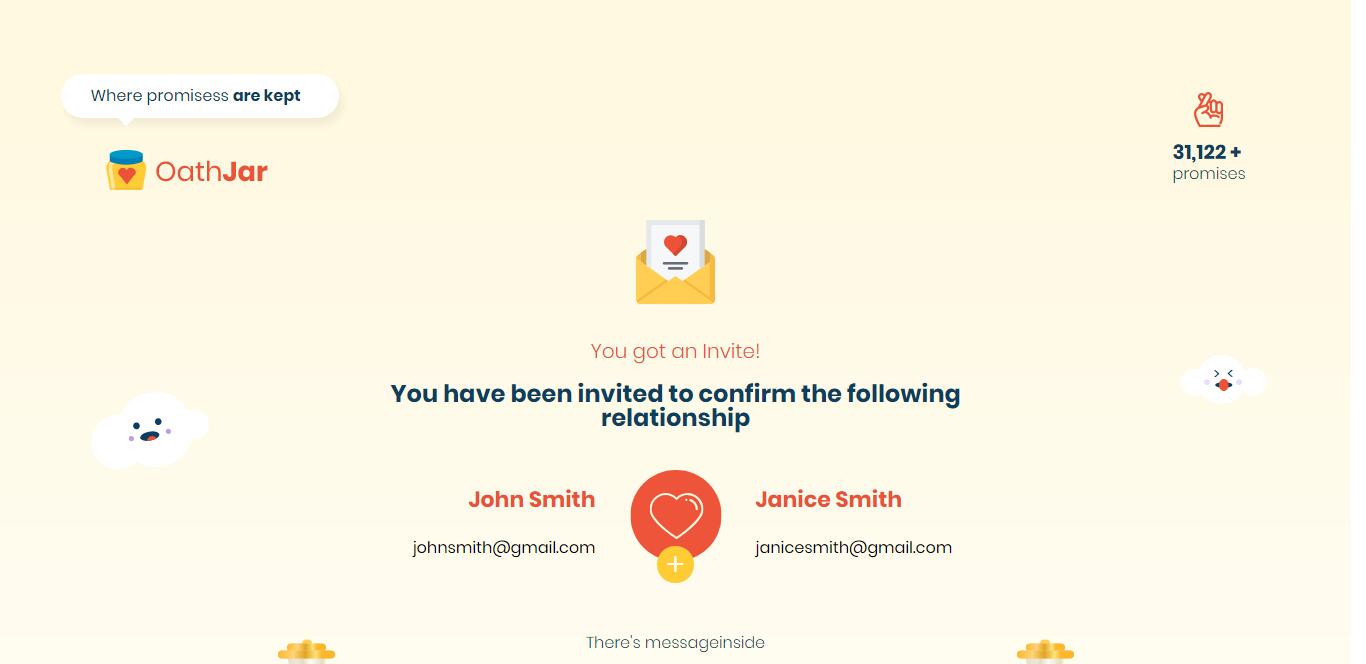 Where promisess are kept
OathJar
31,122 +
promises
You got an Invite!
You have been invited to confirm the following
relationship
John Smith
johnsmith@gmail.com
Janice Smith
janicesmith@gmail.com
There's messageinside